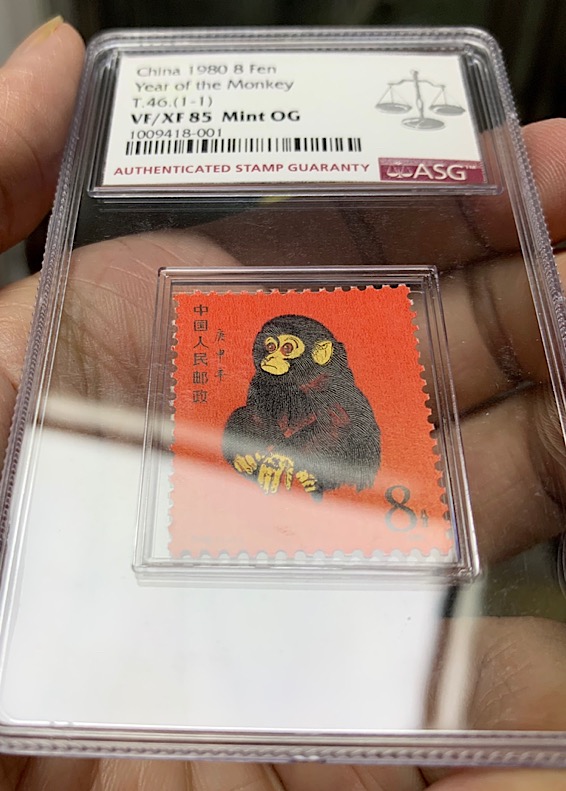 China 1980 8 Fen
Year of the Monkey
T.46.(1-1)
VF/XF 85 Mint OG
1009418-001
AUTHENTICATED STAMP GUARANTY
ASG™
中国人民邮政
庚申年
8分